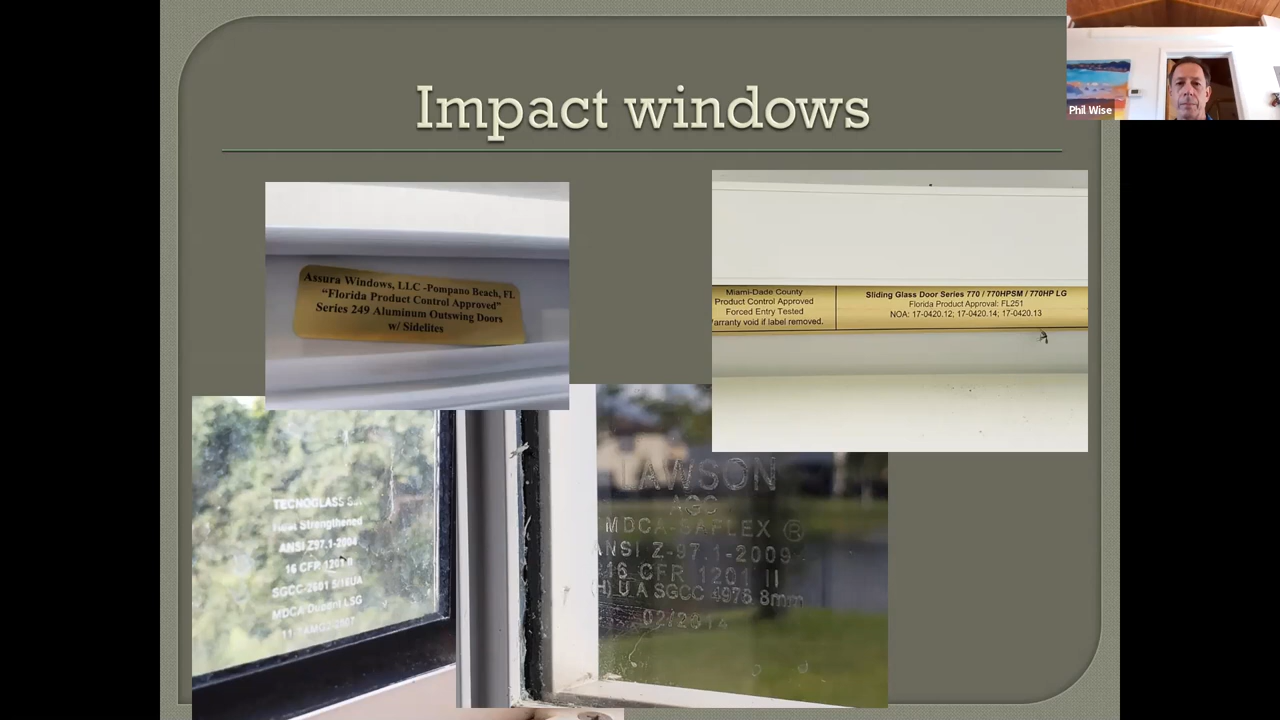 Impact windows
Phil Wise
Assura Windows, LLC -Pompano Beach, FL
"Florida Product Control Approved"
Series 249 Aluminum Outswing Doors
w/ Sidelites
Miami-Dade County
Product Control Approved
Forced Entry Tested
arranty void if label removed.
Sliding Glass Door Series 770 / 770HPSM / 770HP LG
Florida Product Approval: FL251
NOA: 17-0420.12; 17-0420.14; 17-0420.13
TECNOGLASS
Heat Strengthened
ANSI Z97.1-2004
16 CFR 1201 II
SGCC-2601 5/16UA
MDCA Dupont LSG
LAWSON
AGC
MDCA-SAFLEX ®
ANSI Z-97.1-2009
16 CFR 1201 II
U A SGCC 4976 8mm
02/2014